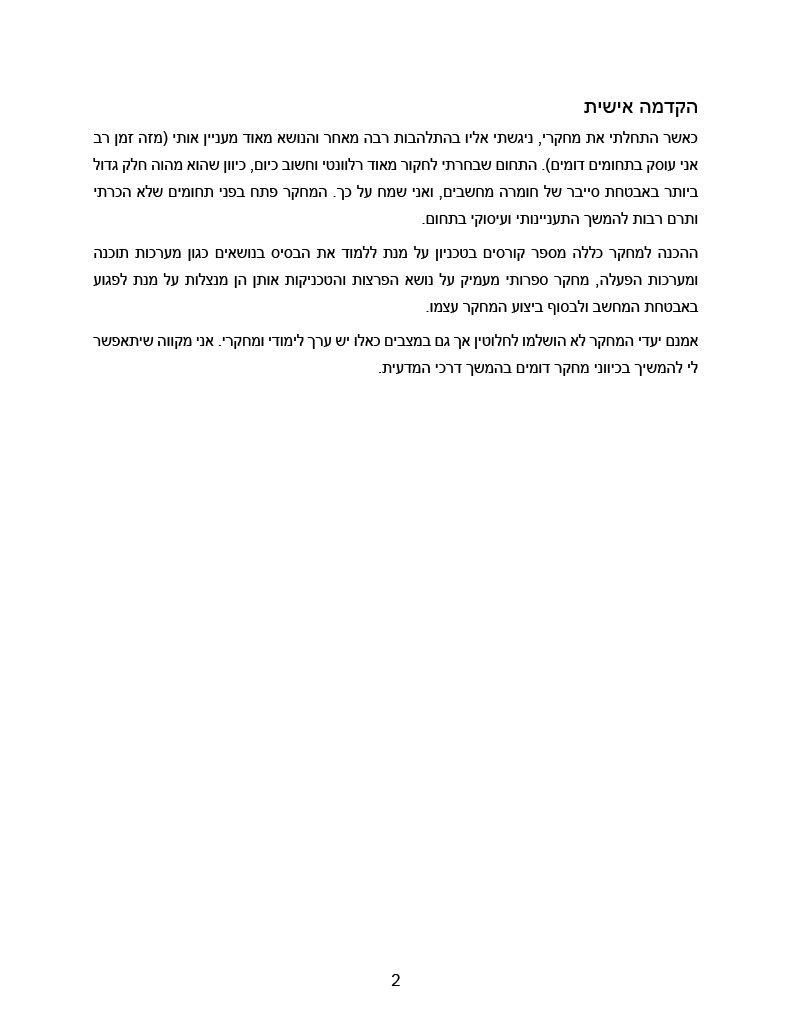 הקדמה אישית
כאשר התחלתי את מחקרי, ניגשתי אליו בהתלהבות רבה מאחר והנושא מאוד מעניין אותי (מזה זמן רב
אני עוסק בתחומים דומים). התחום שבחרתי לחקור מאוד רלוונטי וחשוב כיום, כיוון שהוא מהוה חלק גדול
ביותר באבטחת סייבר של חומרה מחשבים, ואני שמח על כך. המחקר פתח בפני תחומים שלא הכרתי
ותרם רבות להמשך התעניינותי ועיסוקי בתחום.
ההכנה למחקר כללה מספר קורסים בטכניון על מנת ללמוד את הבסיס בנושאים כגון מערכות תוכנה
ומערכות הפעלה, מחקר ספרותי מעמיק על נושא הפרצות והטכניקות אותן הן מנצלות על מנת לפגוע
באבטחת המחשב ולבסוף ביצוע המחקר עצמו.
אמנם יעדי המחקר לא הושלמו לחלוטין אך גם במצבים כאלו יש ערך לימודי ומחקרי. אני מקווה שיתאפשר
לי להמשיך בכיווני מחקר דומים בהמשך דרכי המדעית.
2